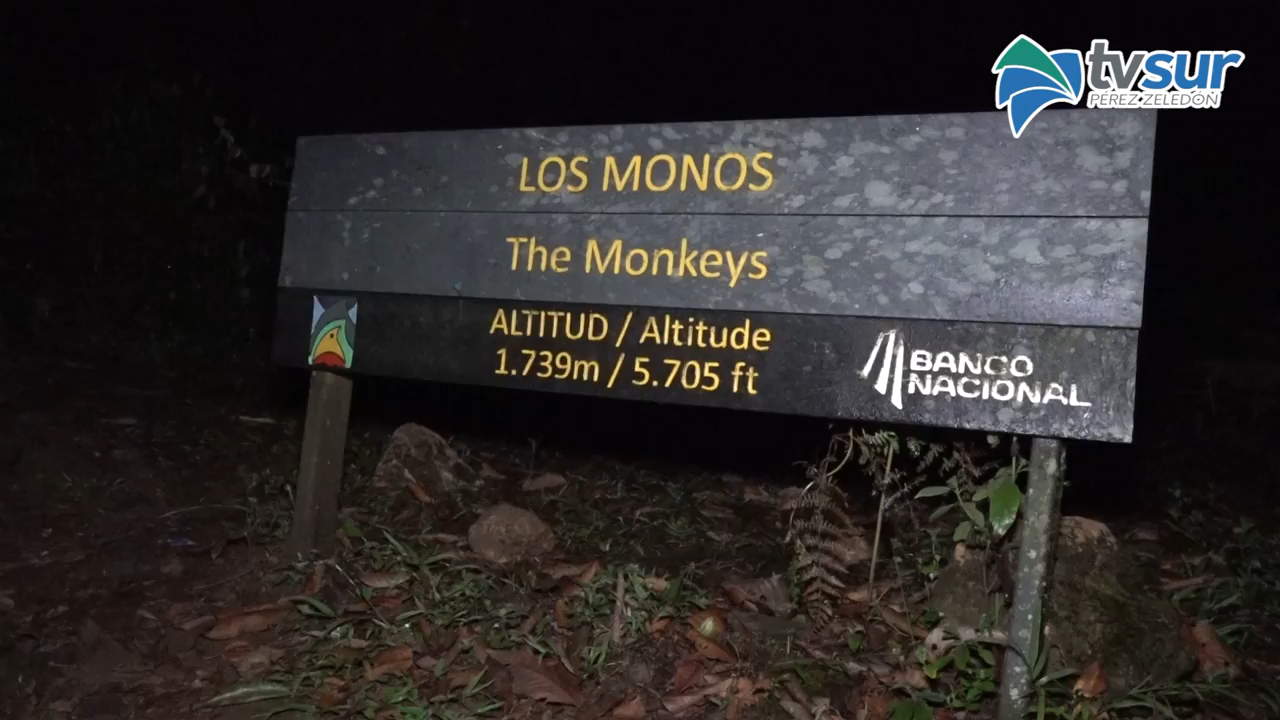 tvsur
PÉREZ ZELEDÓN
LOS MONOS
The Monkeys
ALTITUD / Altitude
1.739m / 5.705 ft
BANCO
NACIONAL